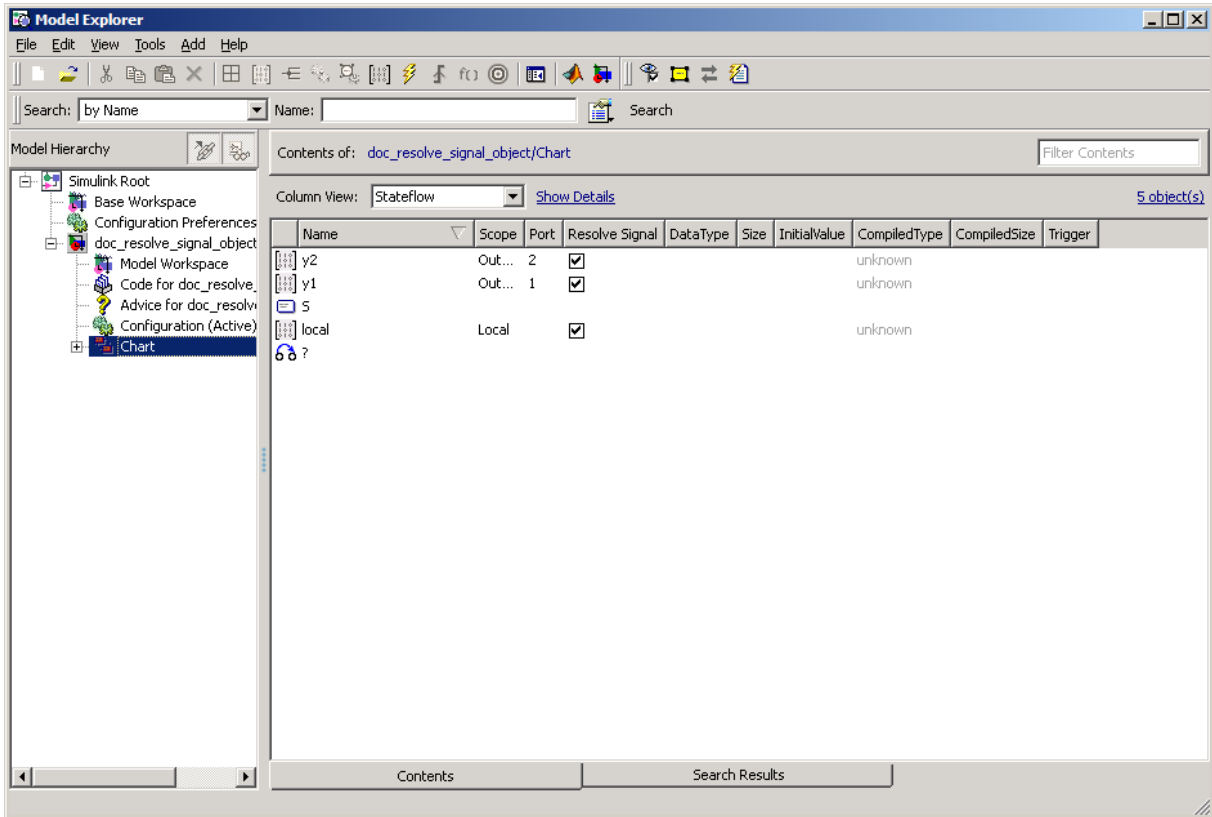 Model Explorer
File Edit View Tools Add Help
Search: by Name Name: Search
Model Hierarchy
Contents of: doc_resolve_signal_object/Chart Filter Contents
Simulink Root
Base Workspace
Configuration Preferences
doc_resolve_signal_object
Model Workspace
Code for doc_resolve_
Advice for doc_resolv
Configuration (Active)
Chart
Column View: Stateflow Show Details 5 object(s)
Name Scope Port Resolve Signal DataType Size InitialValue CompiledType CompiledSize Trigger
y2 Out... 2 unknown
y1 Out... 1 unknown
S
local Local unknown
?
Contents Search Results